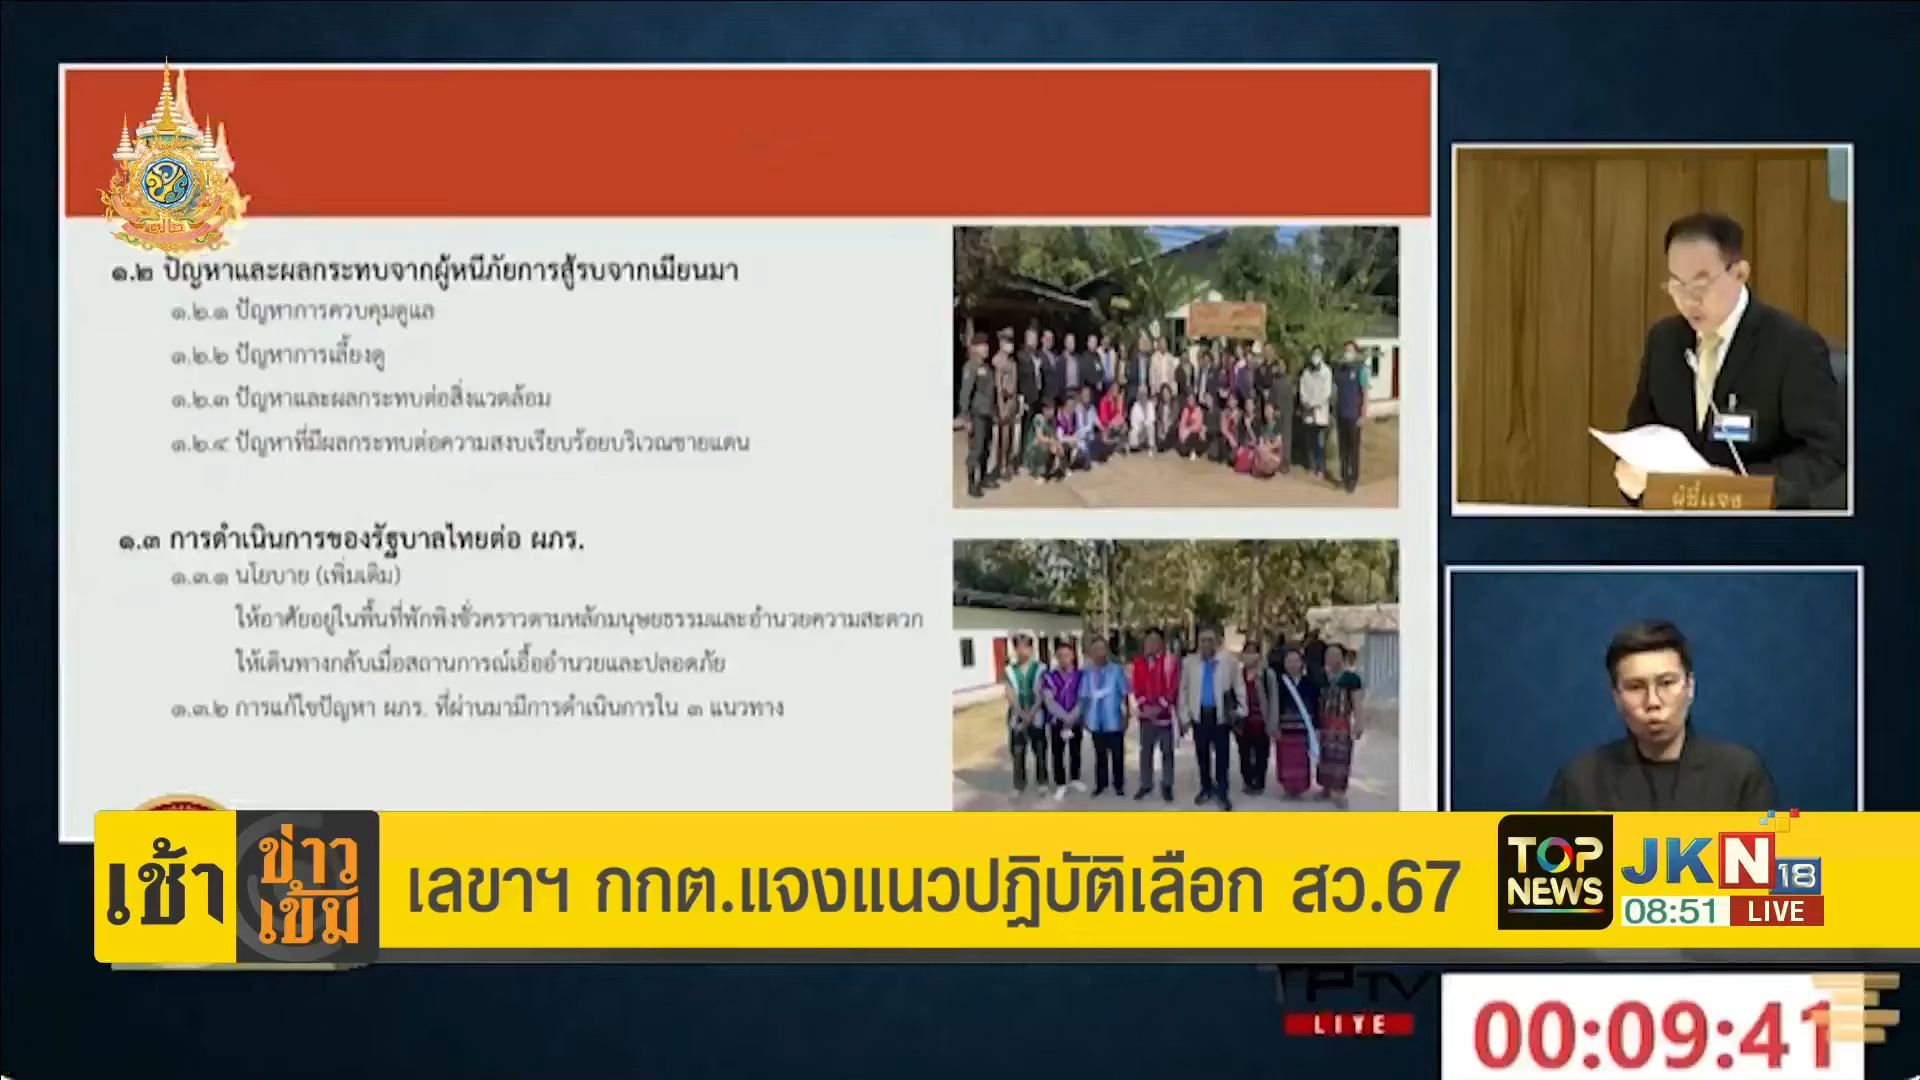 ๑.๒ ปัญหาและผลกระทบจากผู้หนีภัยการสู้รบจากเมียนมา
๑.๒.๑ ปัญหาการควบคุมดูแล
๑.๒.๒ ปัญหาการเลี้ยงดู
๑.๒.๓ ปัญหาและผลกระทบต่อสิ่งแวดล้อม
๑.๒.๔ ปัญหาที่มีผลกระทบต่อความสงบเรียบร้อยบริเวณชายแดน
๑.๓ การดำเนินการของรัฐบาลไทยต่อ ผภร.
๑.๓.๑ นโยบาย (เพิ่มเติม)
ให้อาศัยอยู่ในพื้นที่พักพิงชั่วคราวตามหลักมนุษยธรรมและอำนวยความสะดวก
ให้เดินทางกลับเมื่อสถานการณ์เอื้ออำนวยและปลอดภัย
๑.๓.๒ การแก้ไขปัญหา ผภร. ที่ผ่านมามีการดำเนินการใน ๓ แนวทาง
ผู้ชี้แจง
เช้า
ข่าว
เข้ม
เลขาฯ กกต.แจงแนวปฏิบัติเลือก สว.67
TOP
NEWS
JKN18
08:51 LIVE
TPTV
LIVE
00:09:41